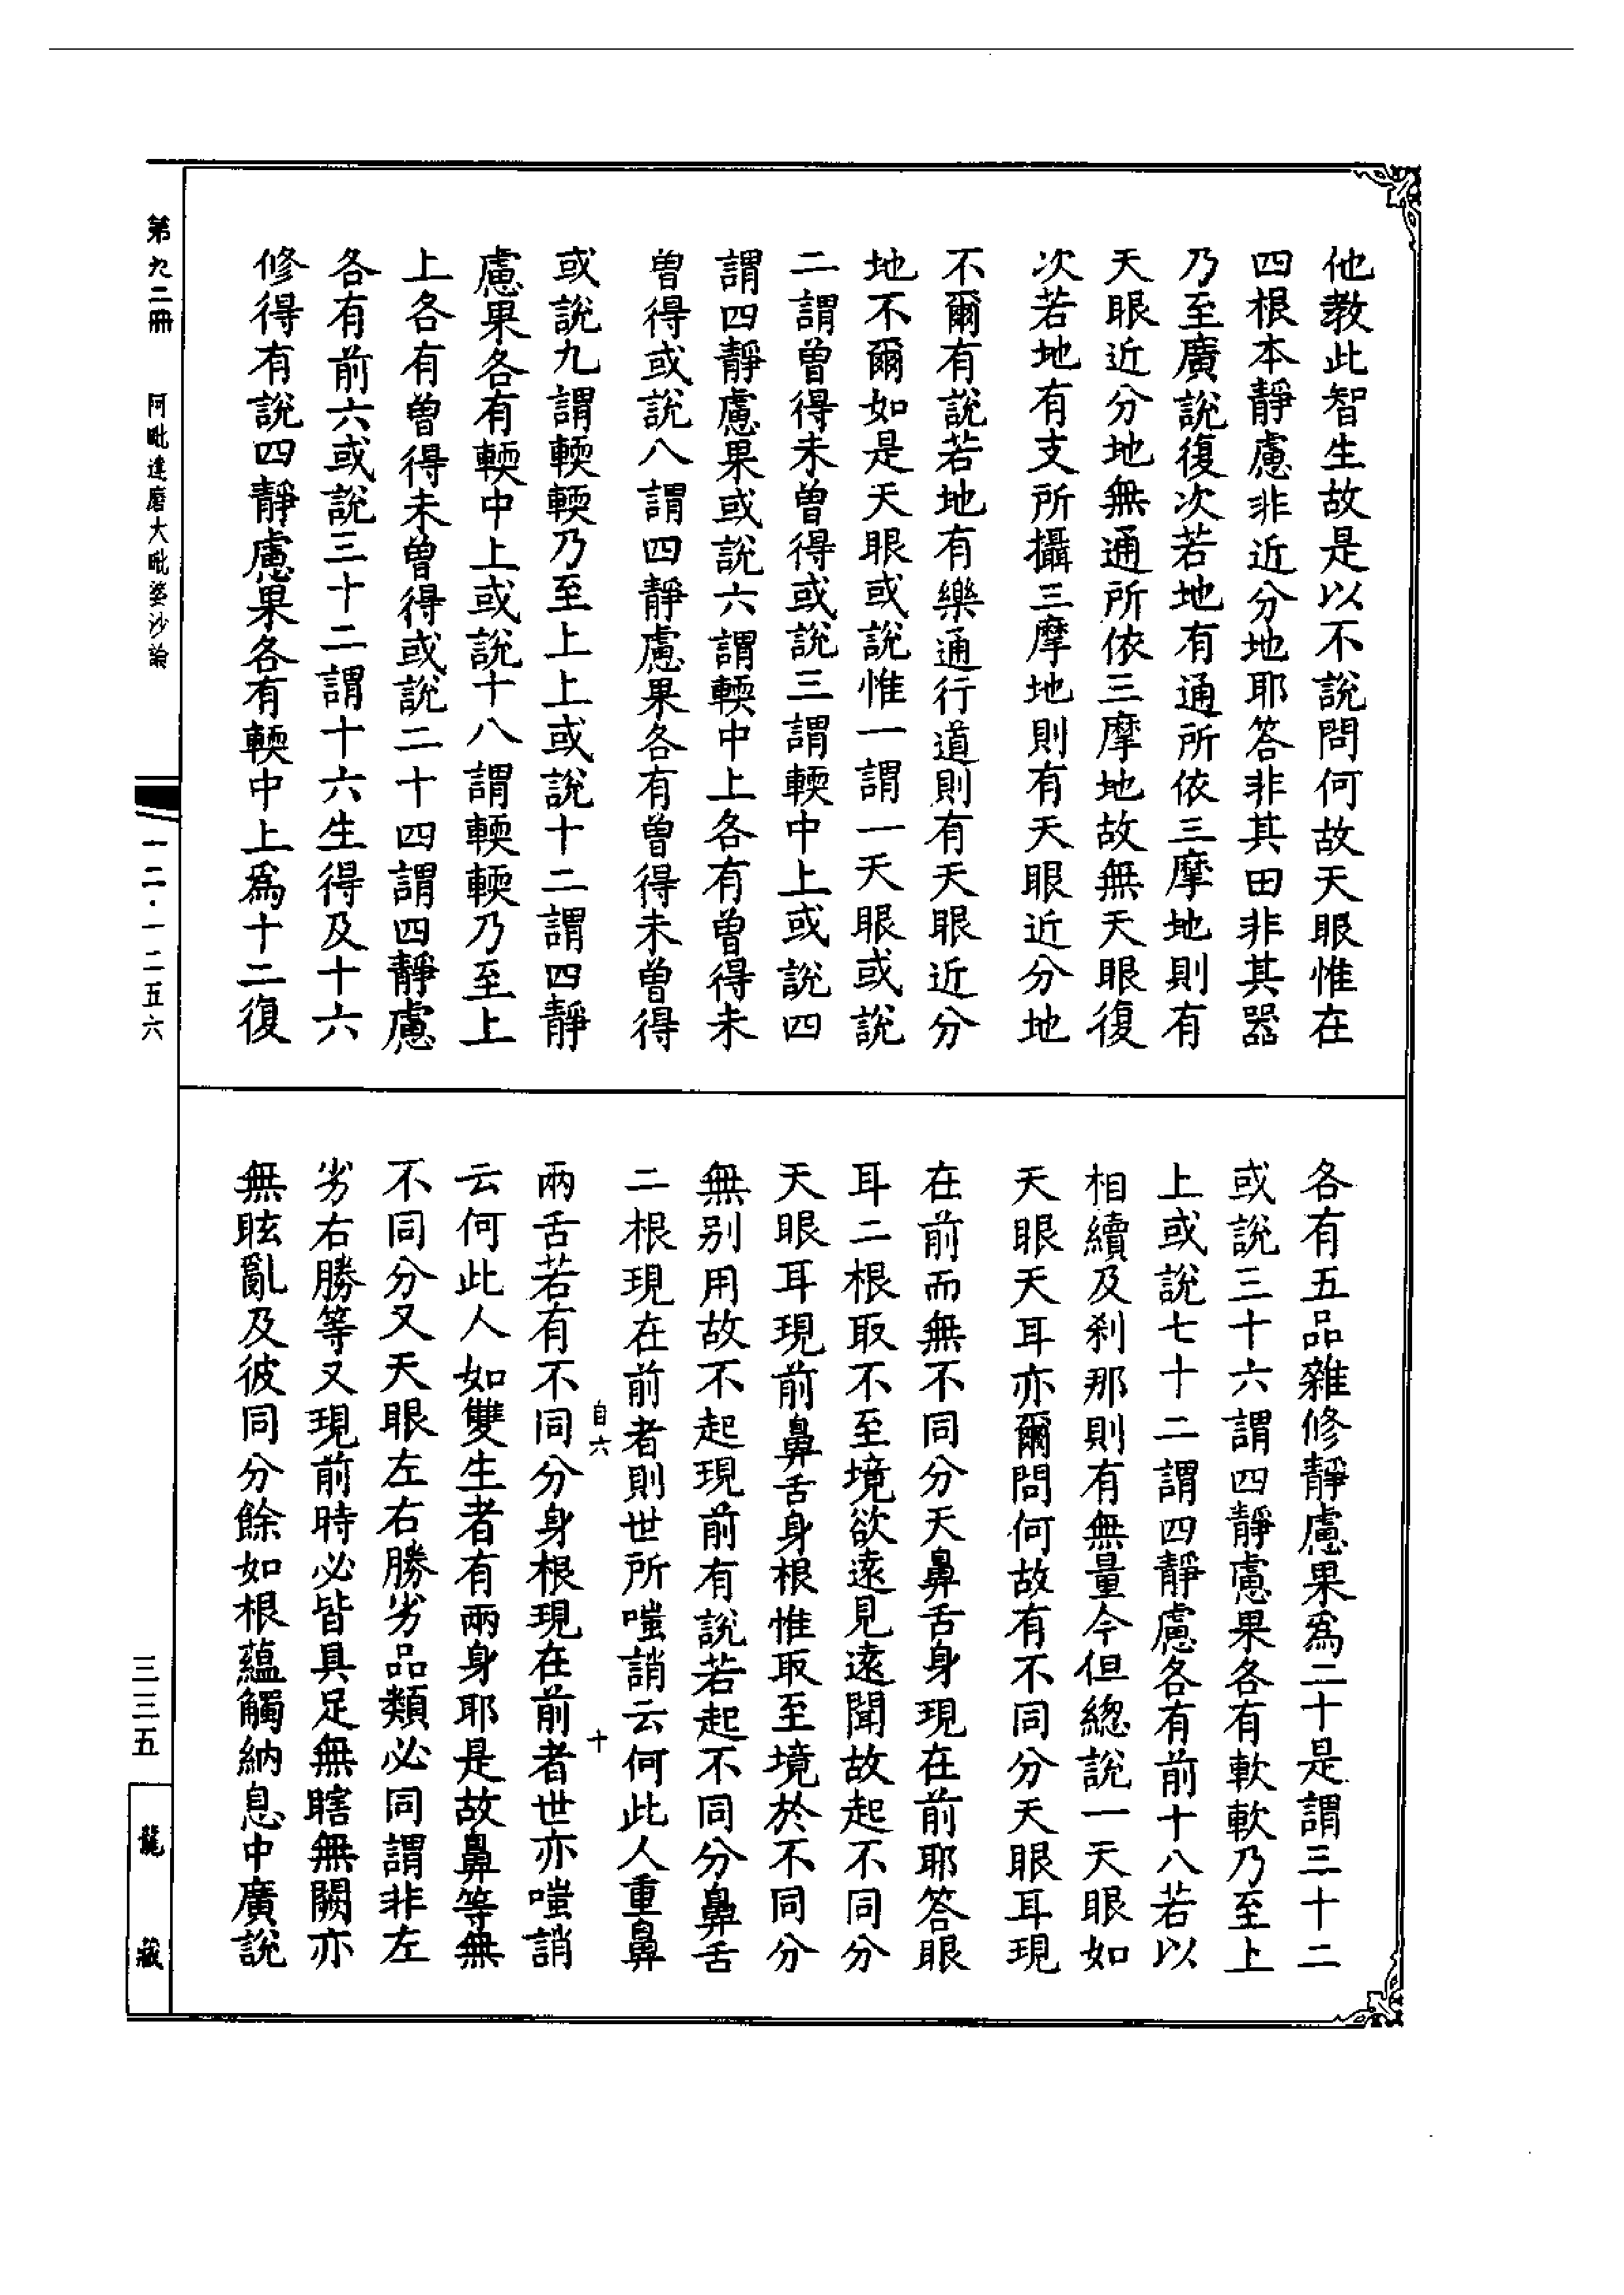 他教此智生故是以不說問何故天眼惟在
四根本靜慮非近分地耶答非其田非其器
乃至廣說復次若地有通所依三摩地則有
天眼近分地無通所依三摩地故無天眼復
次若地有支所攝三摩地則有天眼近分地
不爾有說若地有樂通行道則有天眼近分
地不爾如是天眼或說惟一謂一天眼或說
二謂曾得未曾得或說三謂輭中上或說四
謂四靜慮果或說六謂輭中上各有曾得未
曾得或說八謂四靜慮果各有曾得未曾得
或說九謂輭輭乃至上上或說十二謂四靜
慮果各有輭中上或說十八謂輭輭乃至上
上各有曾得未曾得或說二十四謂四靜慮
各有前六或說三十二謂十六生得及十六
修得有說四靜慮果各有輭中上為十二復
各有五品雜修靜慮果為二十是謂三十二
或說三十六謂四靜慮果各有軟軟乃至上
上或說七十二謂四靜慮各有前十八若以
相續及剎那則有無量今但總說一天眼如
天眼天耳亦爾問何故有不同分天眼耳現
在前而無不同分天鼻舌身現在前耶答眼
耳二根取不至境欲遠見遠聞故起不同分
天眼耳現前鼻舌身根惟取至境於不同分
無別用故不起現前有說若起不同分鼻舌
二根現在前者則世所嗤誚云何此人重鼻
兩舌若有不同分身根現在前者世亦嗤誚
云何此人如雙生者有兩身耶是故鼻等無
不同分又天眼左右勝劣品類必同謂非左
劣右勝等又現前時必皆具足無瞎無闕亦
無眩亂及彼同分餘如根蘊觸納息中廣說
自六
十
第九二冊
阿毗達磨大毗婆沙論
一二·一二五六
三三五
龍藏